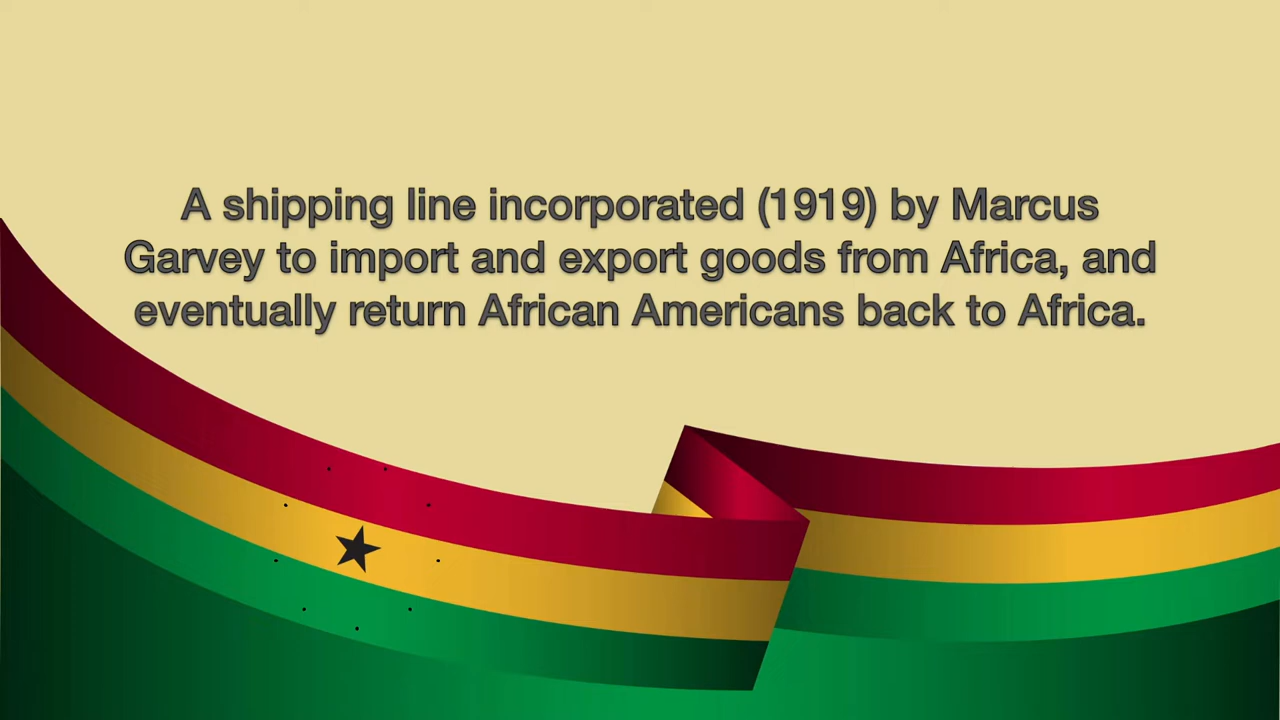 A shipping line incorporated (1919) by Marcus
Garvey to import and export goods from Africa, and
eventually return African Americans back to Africa.